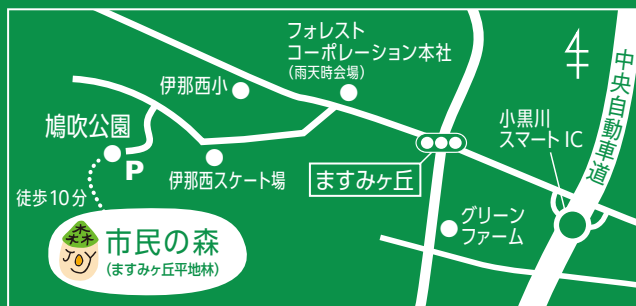 フォレスト
コーポレーション本社
(雨天時会場)
伊那西小
鳩吹公園
P
伊那西スケート場
徒歩10分
ますみヶ丘
小黒川
スマートIC
中央自動車道
グリーン
ファーム
森
JOY
市民の森
(ますみヶ丘平地林)